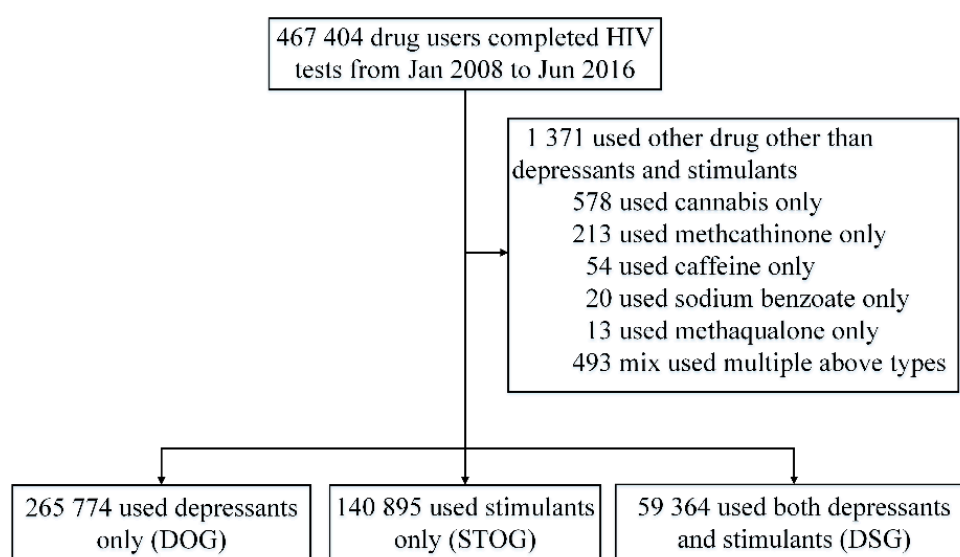 467 404 drug users completed HIV
tests from Jan 2008 to Jun 2016
1 371 used other drug other than
depressants and stimulants
578 used cannabis only
213 used methcathinone only
54 used caffeine only
20 used sodium benzoate only
13 used methaqualone only
493 mix used multiple above types
265 774 used depressants
only (DOG)
140 895 used stimulants
only (STOG)
59 364 used both depressants
and stimulants (DSG)